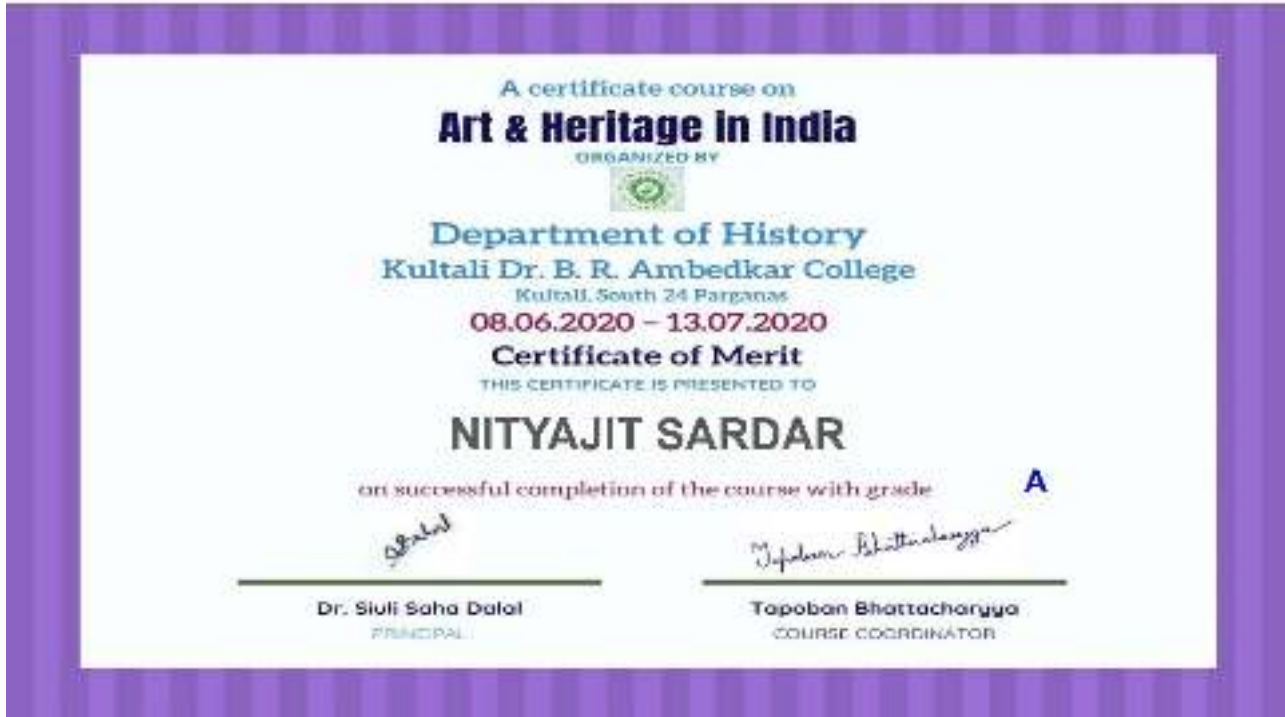 A certificate course on
Art & Heritage in India
ORGANIZED BY
Department of History
Kultali Dr. B. R. Ambedkar College
Kultali, South 24 Parganas
08.06.2020 – 13.07.2020
Certificate of Merit
THIS CERTIFICATE IS PRESENTED TO
NITYAJIT SARDAR
on successful completion of the course with grade A
Tapoban Bhattacharyya
Dr. Siuli Saha Dalal
Tapoban Bhattacharyya
PRINCIPAL
COURSE COORDINATOR